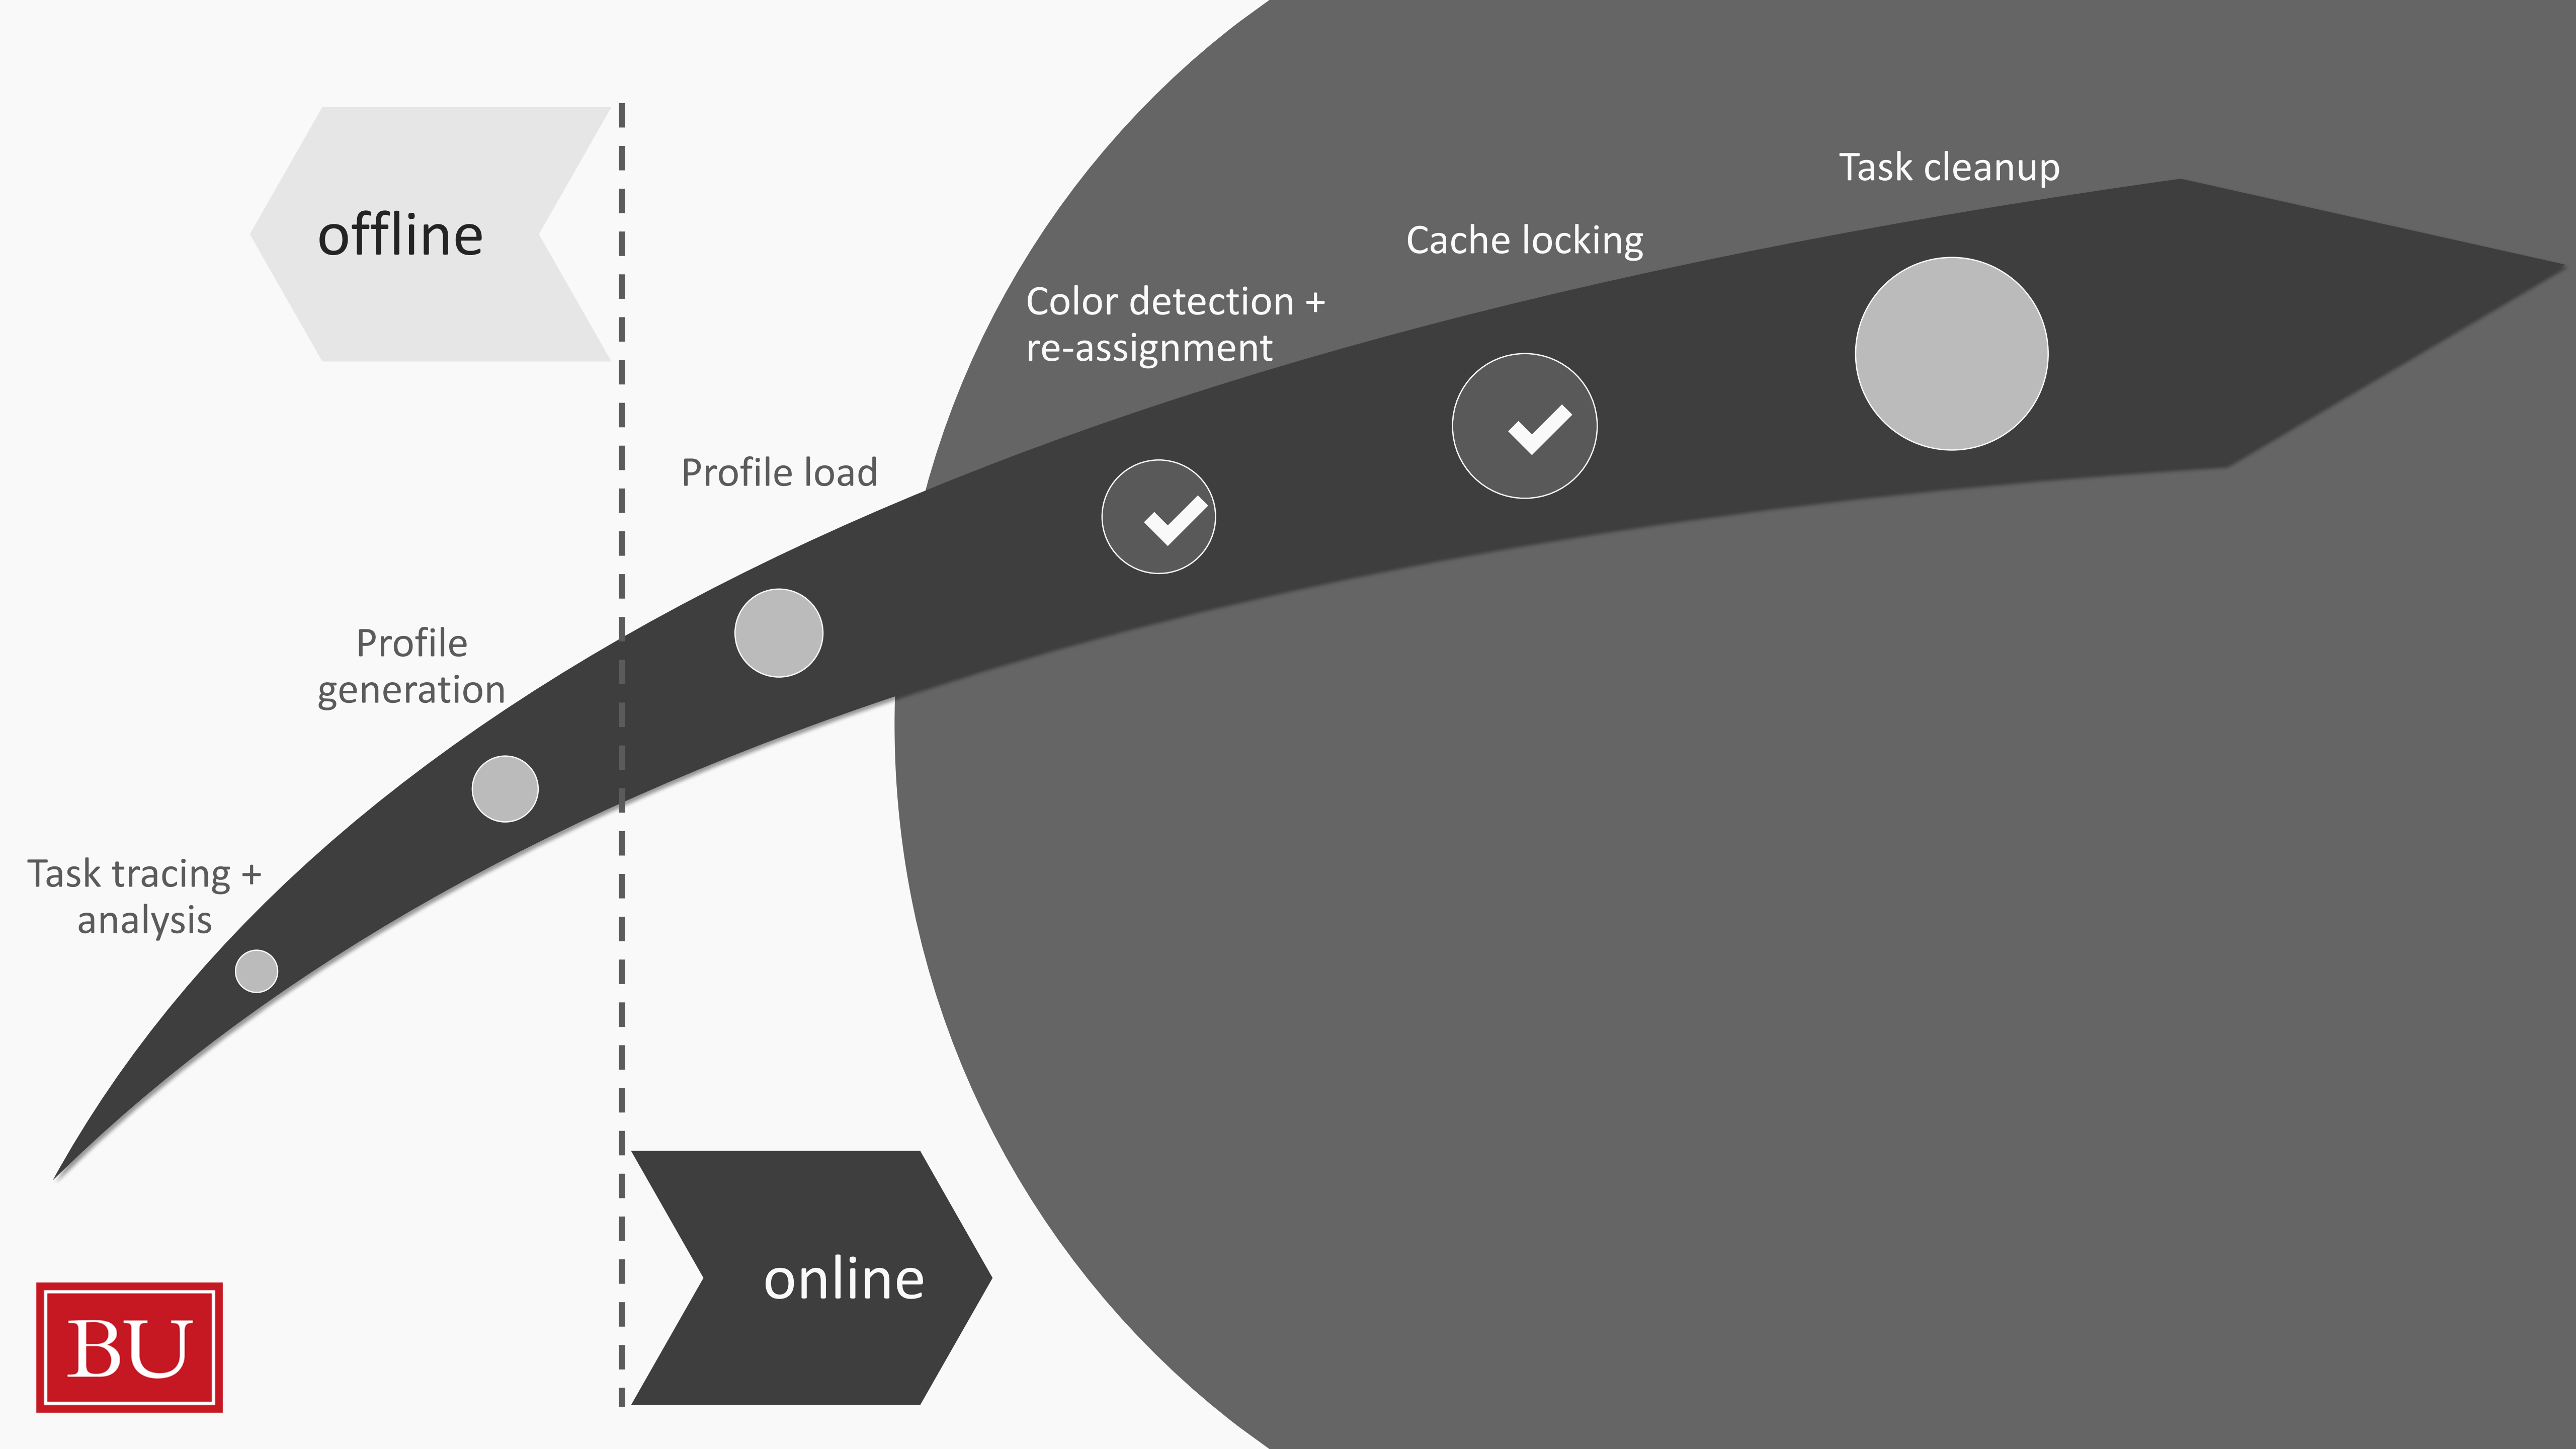 offline
Task cleanup
Cache locking
Color detection +
re-assignment
Profile load
Profile
generation
Task tracing +
analysis
online
BU